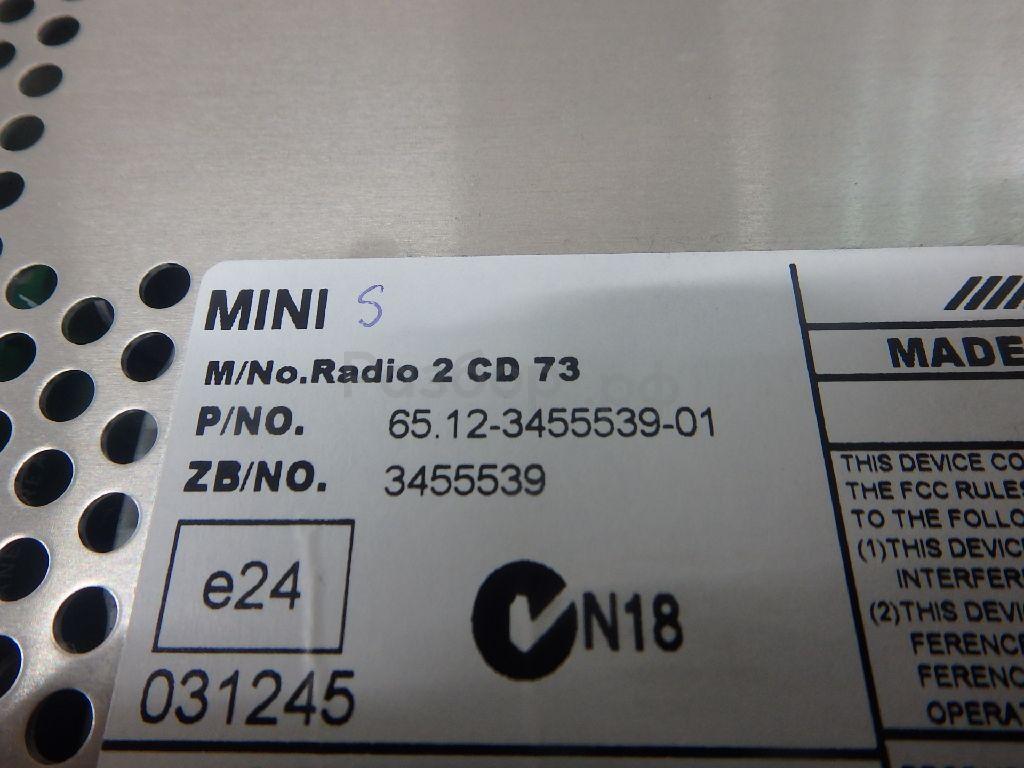 MINI S
M/No.Radio 2 CD 73
P/NO. 65.12-3455539-01
ZB/NO. 3455539
e24
031245
N18
MADE
THIS DEVICE CO
THE FCC RULES
TO THE FOLLO
(1)THIS DEVIC
INTERFER
(2)THIS DEVI
FERENCE
FERENC
OPERAT